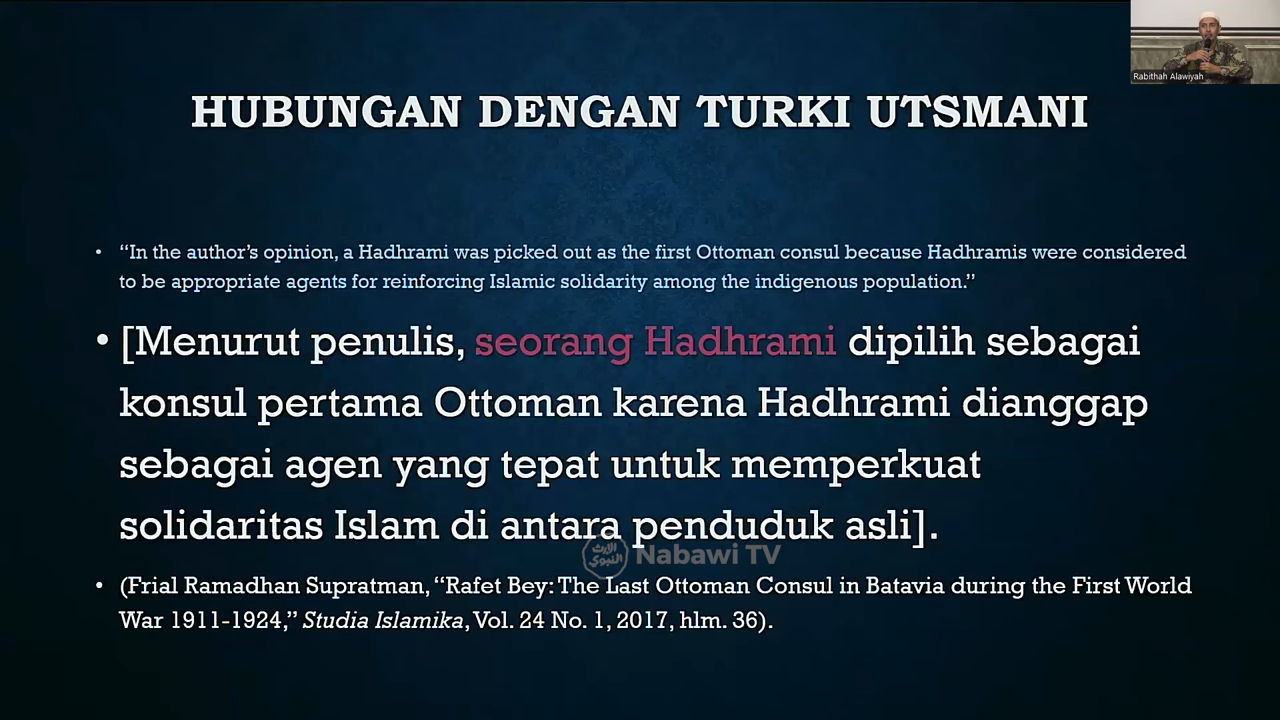 Rabithah Alawiyah
HUBUNGAN DENGAN TURKI UTSMANI
• “In the author’s opinion, a Hadhrami was picked out as the first Ottoman consul because Hadhramis were considered
to be appropriate agents for reinforcing Islamic solidarity among the indigenous population.”
• [Menurut penulis, seorang Hadhrami dipilih sebagai
konsul pertama Ottoman karena Hadhrami dianggap
sebagai agen yang tepat untuk memperkuat
solidaritas Islam di antara penduduk asli].
الإرث
النبوي
Nabawi TV
• (Frial Ramadhan Supratman, “Rafet Bey: The Last Ottoman Consul in Batavia during the First World
War 1911-1924,” Studia Islamika, Vol. 24 No. 1, 2017, hlm. 36).